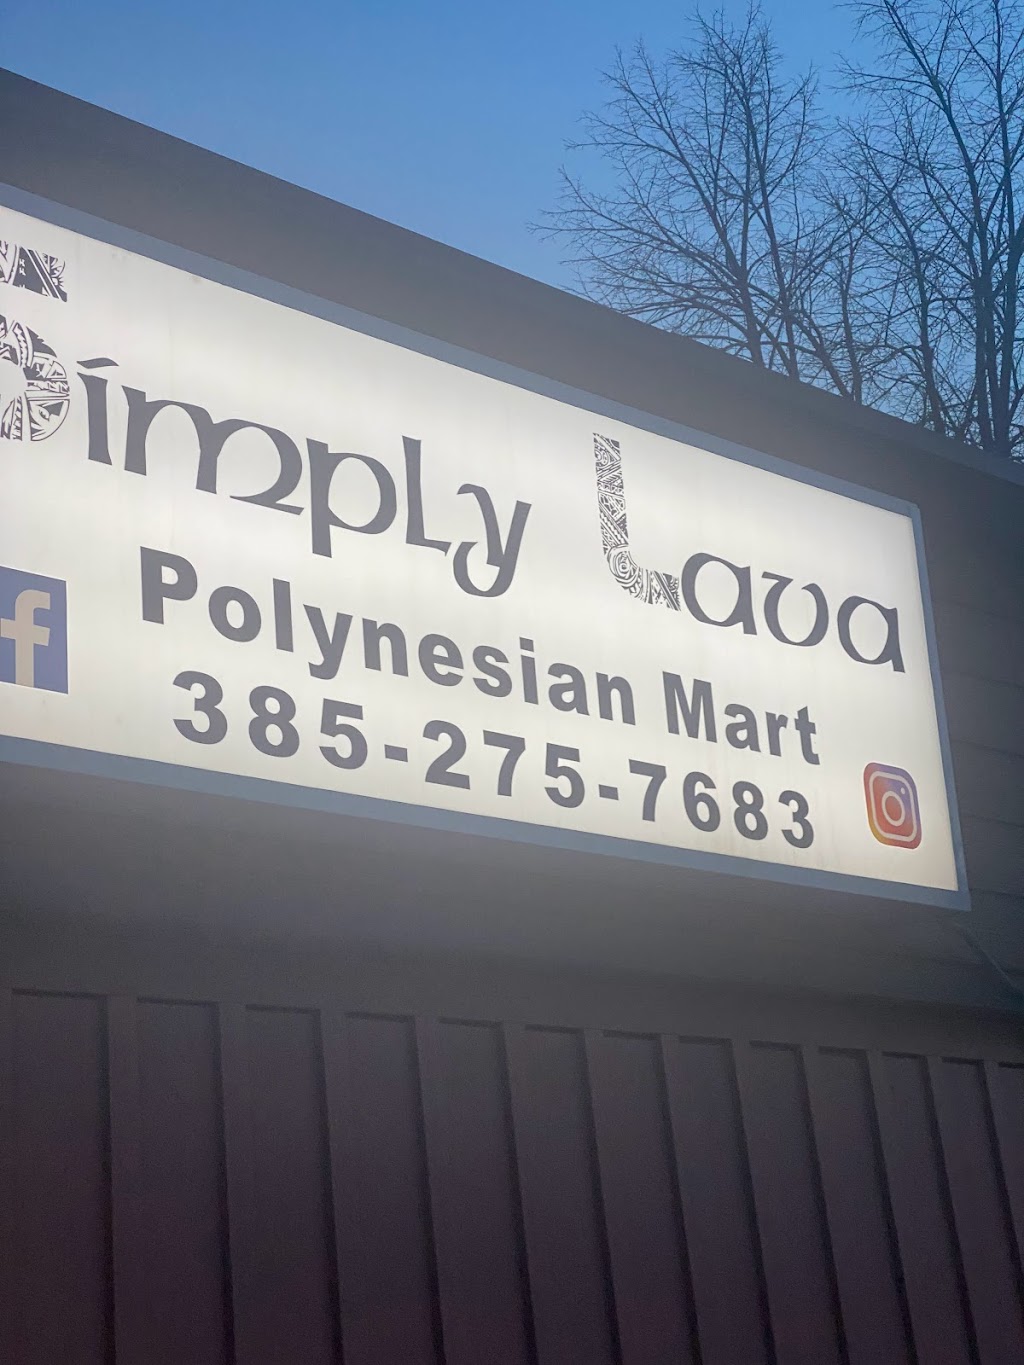 Simply Lava
Polynesian Mart
385-275-7683